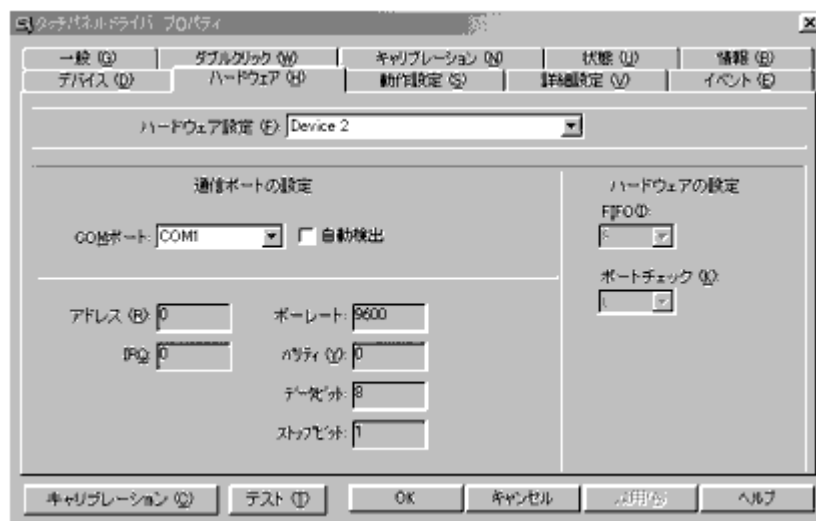 タッチパネルドライバ プロパティ
一般 (G) ダブルクリック (W) キャリブレーション (N) 状態 (U) 情報 (B)
デバイス (D) ハードウェア (H) 動作設定 (S) 詳細設定 (V) イベント (E)
ハードウェア設定 (F): Device 2
通信ポートの設定
COMポート: COM1 自動検出
アドレス (R): 0
IRQ: 0
ボーレート: 9600
パリティ (Y): 0
データビット: 8
ストップビット: 1
ハードウェアの設定
FIFO(I):
ポートチェック (K):
キャリブレーション (C) テスト (T) OK キャンセル 適用(A) ヘルプ